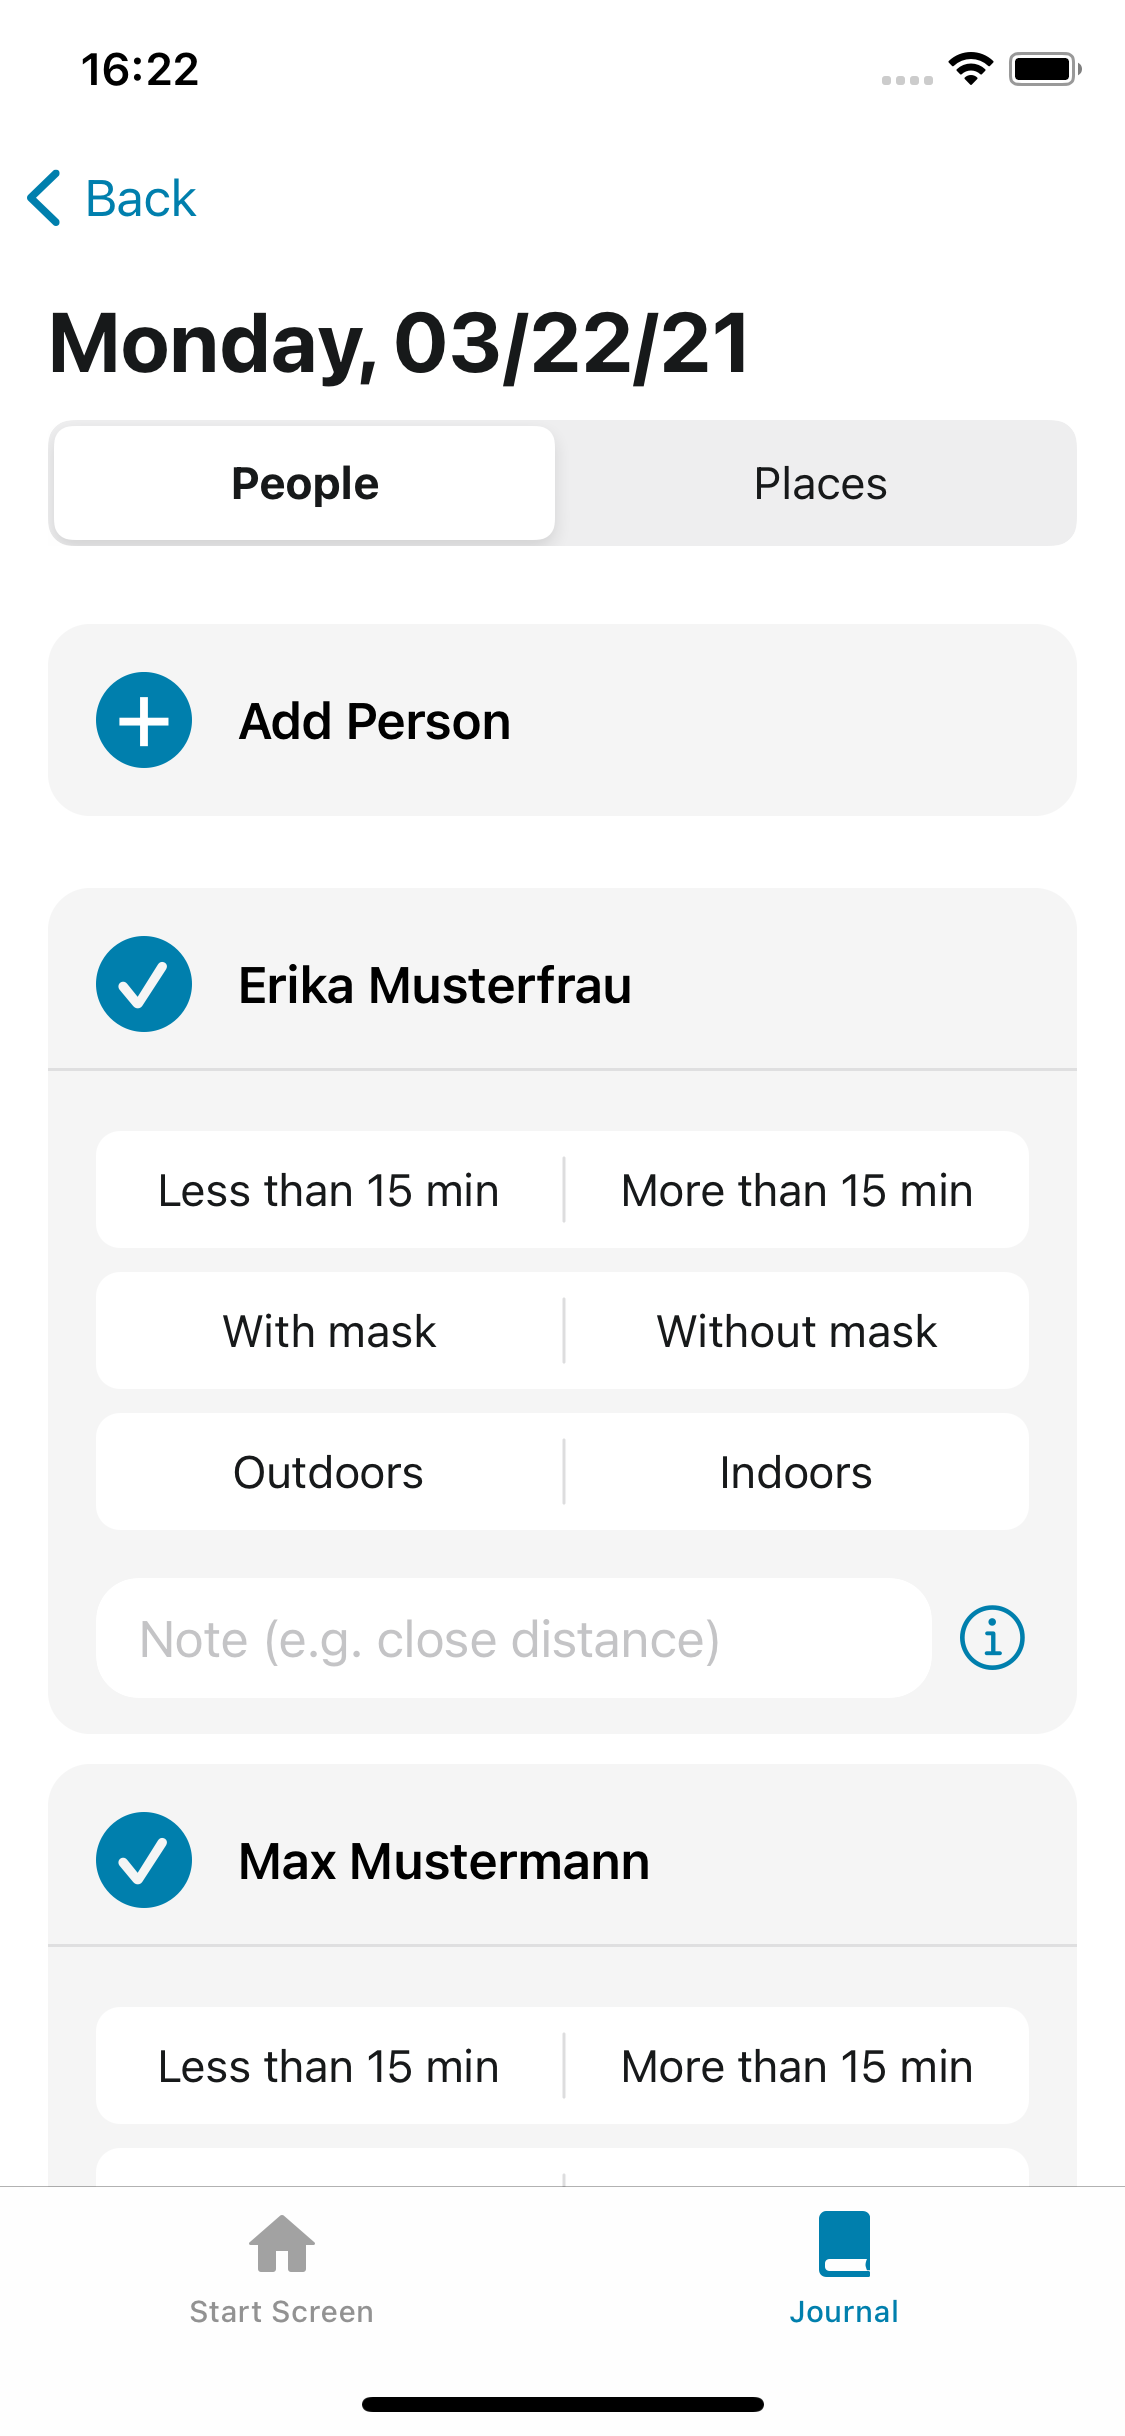 16:22
Back
Monday, 03/22/21
People Places
Add Person
Erika Musterfrau
Less than 15 min More than 15 min
With mask Without mask
Outdoors Indoors
Note (e.g. close distance)
Max Mustermann
Less than 15 min More than 15 min
Start Screen Journal